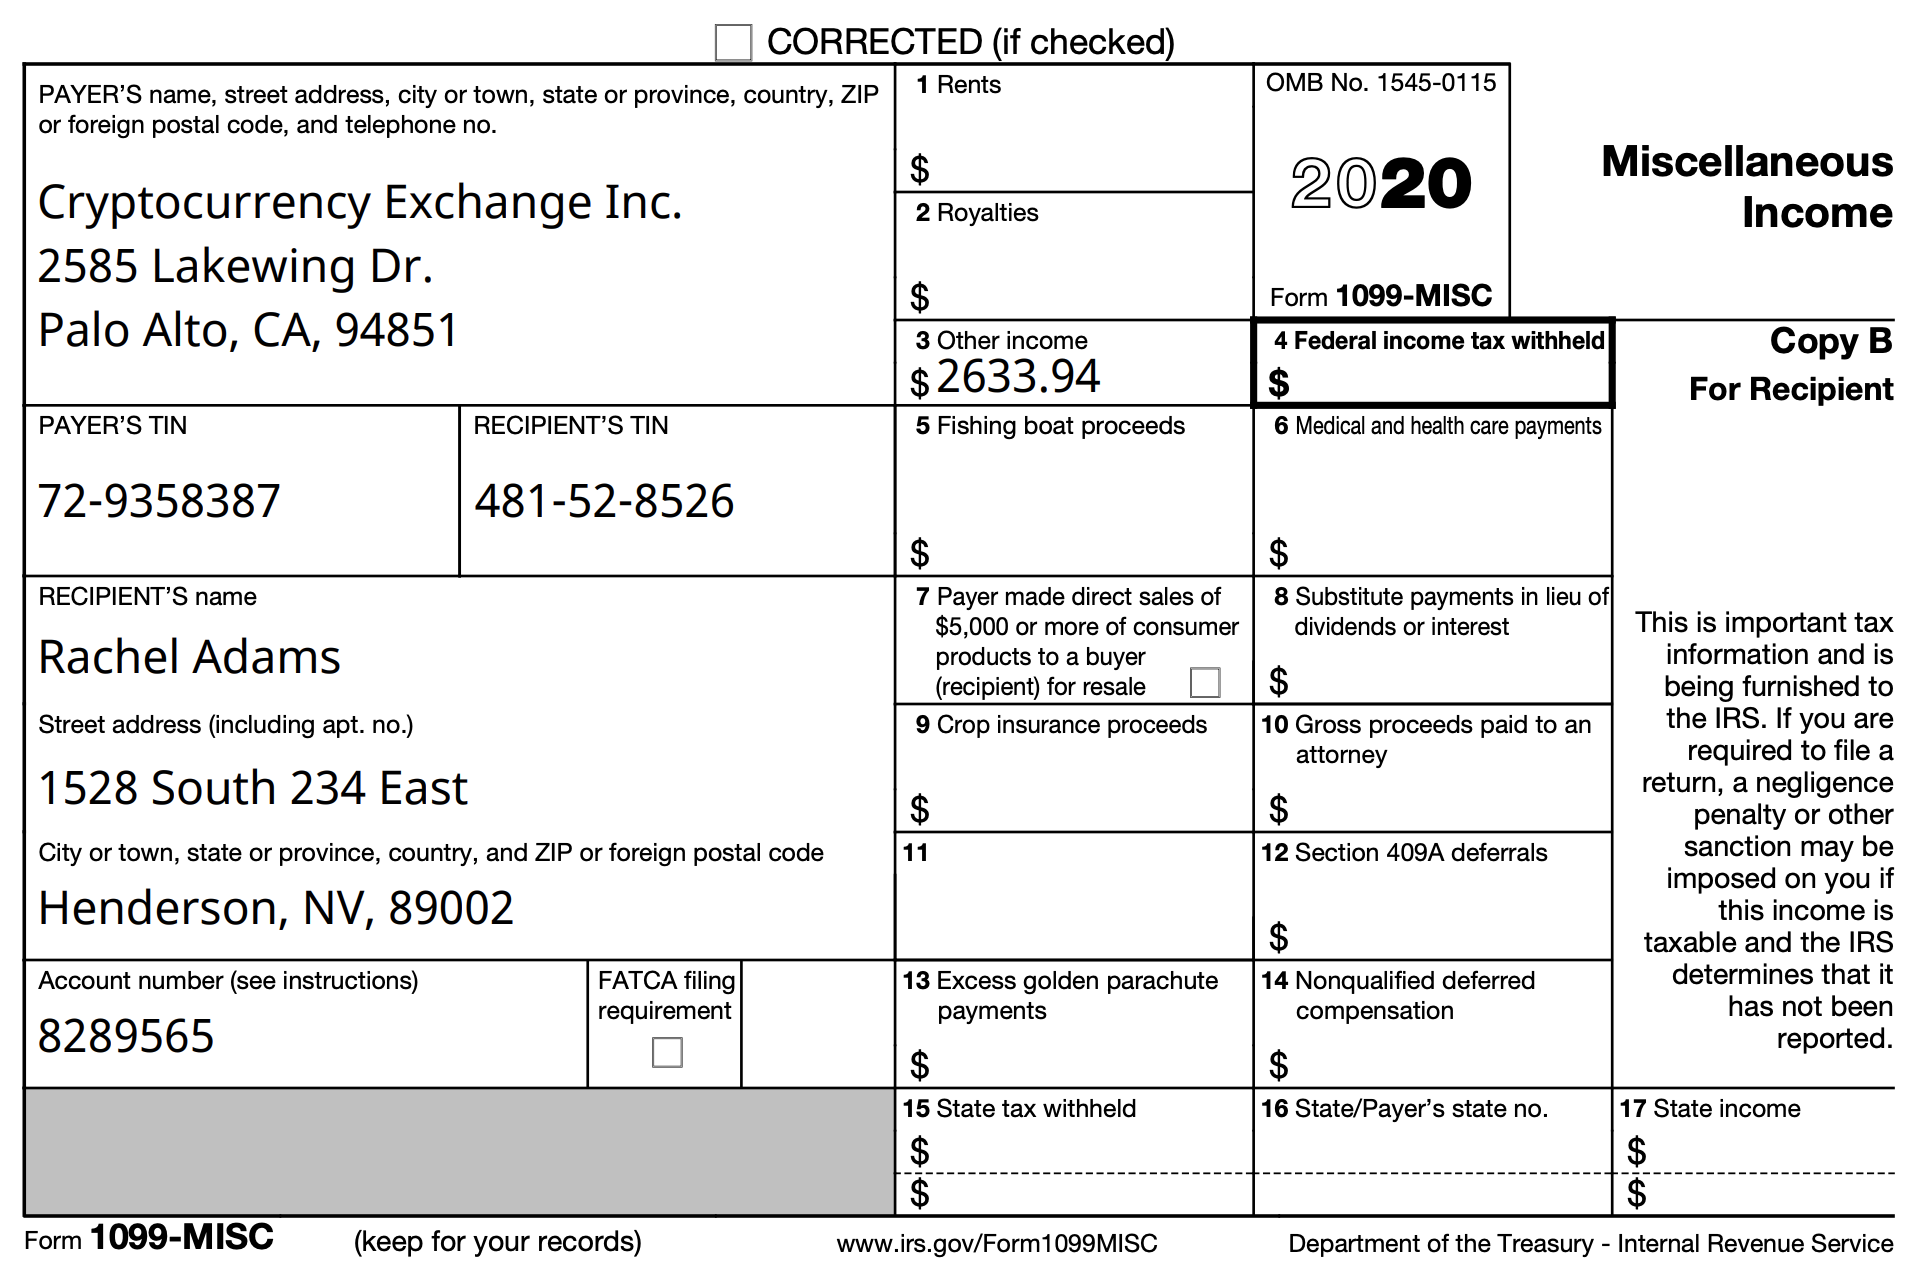 CORRECTED (if checked)
PAYER'S name, street address, city or town, state or province, country, ZIP
or foreign postal code, and telephone no.
Cryptocurrency Exchange Inc.
2585 Lakewing Dr.
Palo Alto, CA, 94851
1 Rents
$
2 Royalties
$
OMB No. 1545-0115
2020
Form 1099-MISC
Miscellaneous
Income
3 Other income
$ 2633.94
4 Federal income tax withheld
$
Copy B
For Recipient
PAYER'S TIN
72-9358387
RECIPIENT'S TIN
481-52-8526
5 Fishing boat proceeds
$
6 Medical and health care payments
$
RECIPIENT'S name
Rachel Adams
Street address (including apt. no.)
1528 South 234 East
City or town, state or province, country, and ZIP or foreign postal code
Henderson, NV, 89002
7 Payer made direct sales of
$5,000 or more of consumer
products to a buyer
(recipient) for resale
8 Substitute payments in lieu of
dividends or interest
$
9 Crop insurance proceeds
$
10 Gross proceeds paid to an
attorney
$
11
12 Section 409A deferrals
$
This is important tax
information and is
being furnished to
the IRS. If you are
required to file a
return, a negligence
penalty or other
sanction may be
imposed on you if
this income is
taxable and the IRS
determines that it
has not been
reported.
Account number (see instructions)
8289565
FATCA filing
requirement
13 Excess golden parachute
payments
$
14 Nonqualified deferred
compensation
$
15 State tax withheld
$
$
16 State/Payer's state no.
17 State income
$
$
Form 1099-MISC
(keep for your records)
www.irs.gov/Form1099MISC
Department of the Treasury - Internal Revenue Service